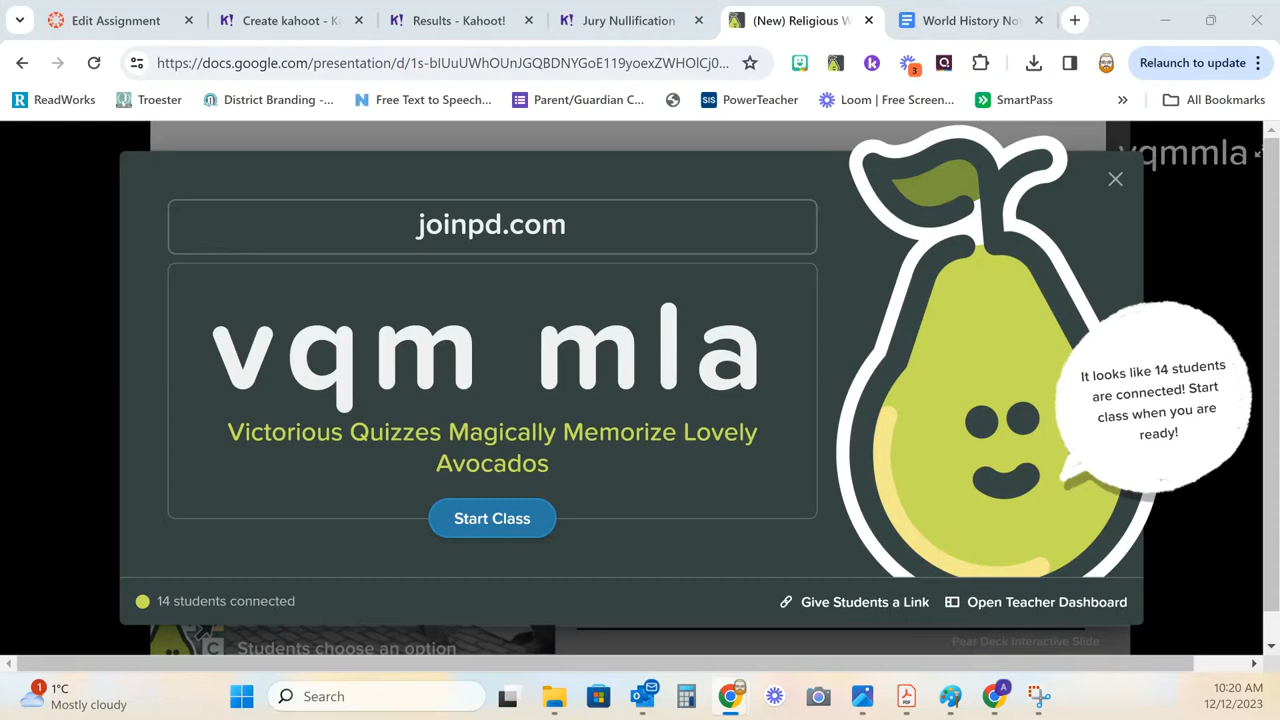 Edit Assignment
Create kahoot - K
Results - Kahoot!
Jury Nullification
(New) Religious W
World History No
https://docs.google.com/presentation/d/1s-bIUuUWhOUnJGQBDNYGoE119yoexZWHOlCj0...
3
Relaunch to update
ReadWorks
Troester
District Branding -...
Free Text to Speech...
Parent/Guardian C...
SIS
PowerTeacher
Loom | Free Screen...
SmartPass
All Bookmarks
vqmmla
joinpd.com
vqm mla
Victorious Quizzes Magically Memorize Lovely
Avocados
Start Class
It looks like 14 students
are connected! Start
class when you are
ready!
14 students connected
Give Students a Link
Open Teacher Dashboard
Students choose an option
Pear Deck Interactive Slide
1
1°C
Mostly cloudy
Search
10:20 AM
12/12/2023